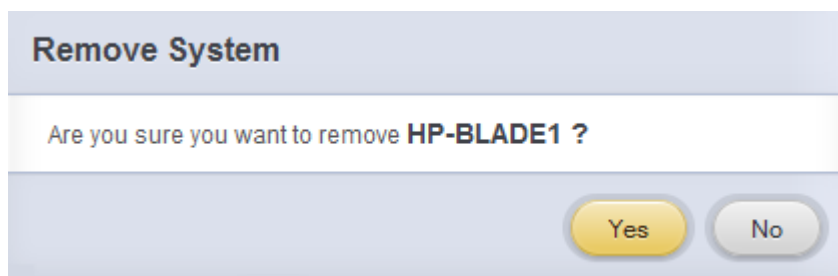 Remove System
Are you sure you want to remove HP-BLADE1 ?
Yes No